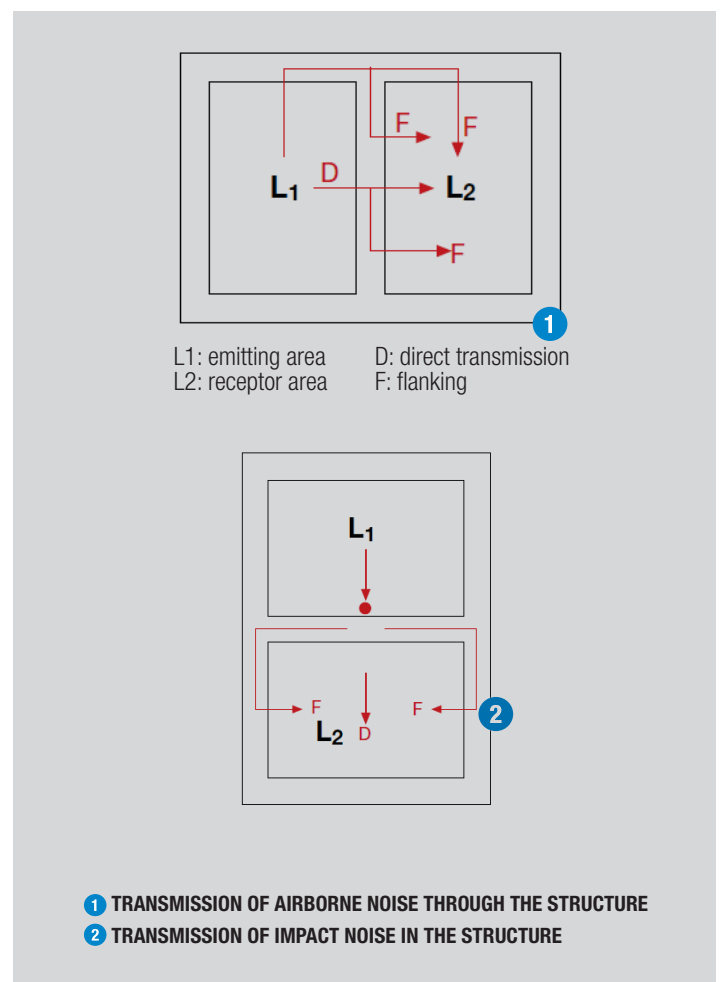 F
F
D
L₁
L₂
F
1
L1: emitting area D: direct transmission
L2: receptor area F: flanking
L₁
F
F
2
L₂
D
1 TRANSMISSION OF AIRBORNE NOISE THROUGH THE STRUCTURE
2 TRANSMISSION OF IMPACT NOISE IN THE STRUCTURE